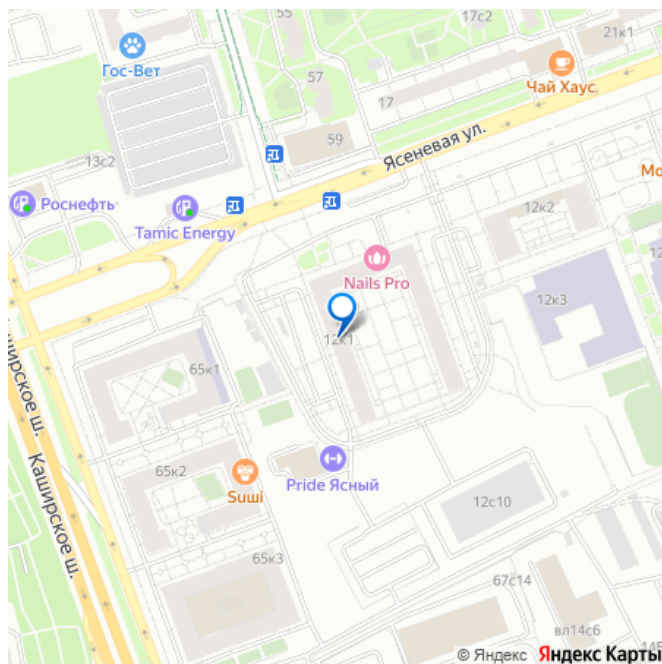 55
17с2
21к1
Гос-Вет
57
Чай Хаус
17
59
Ясеневая ул.
13с2
Мо
Роснефть
12к2
Tamic Energy
Nails Pro
12к3
12к1
65к1
Каширское ш.
Каширское ш.
65к2
Suшi
Pride Ясный
12с10
65к3
67с14
вл14с6
© Яндекс Яндекс Карты